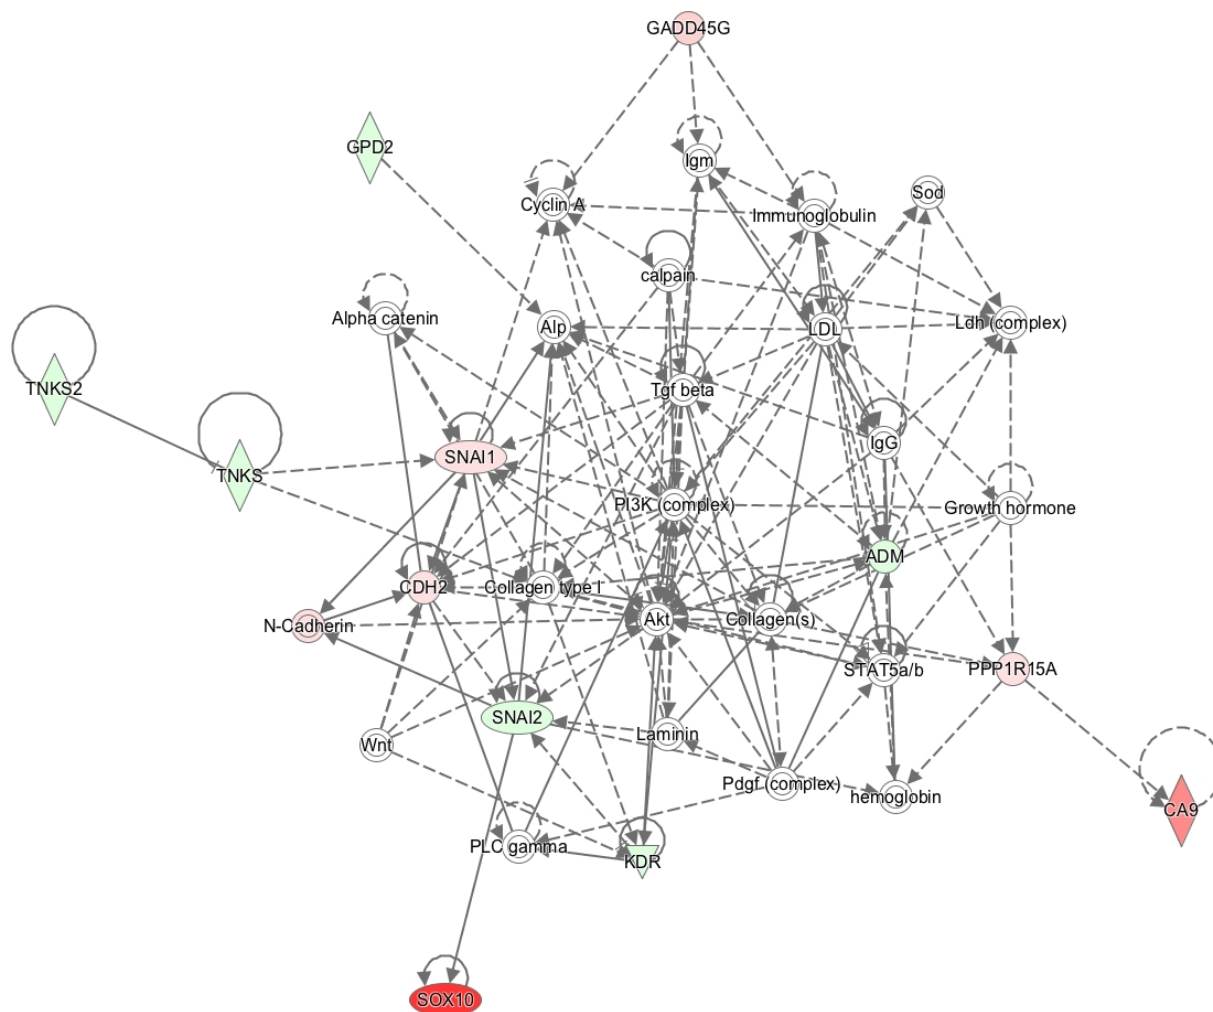 GADD45G
GPD2
Igm
Sod
Cyclin A
Immunoglobulin
calpain
Alpha catenin
Alp
LDL
Ldh (complex)
TNKS2
Tgf beta
IgG
SNAI1
TNKS
PI3K (complex)
Growth hormone
ADM
CDH2
Collagen type I
N-Cadherin
Akt
Collagen(s)
STAT5a/b
PPP1R15A
SNAI2
Wnt
Laminin
Pdgf (complex)
hemoglobin
CA9
PLC gamma
KDR
SOX10